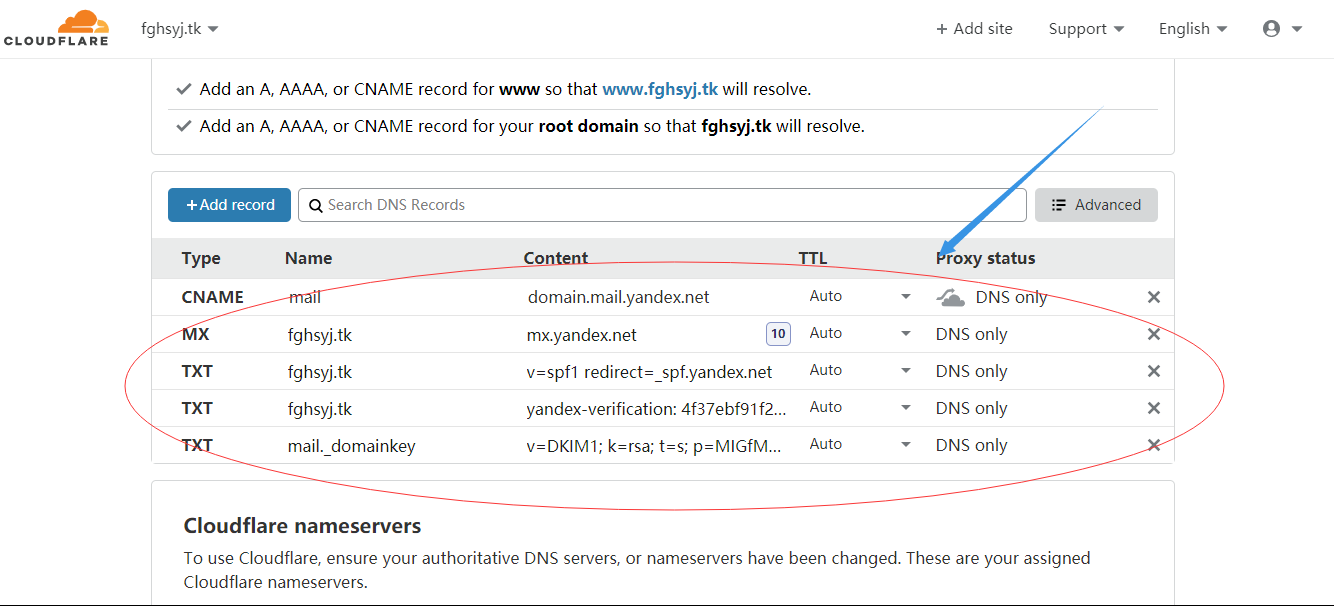 CLOUDFLARE
fghsyj.tk
+ Add site
Support
English
Add an A, AAAA, or CNAME record for www so that www.fghsyj.tk will resolve.
Add an A, AAAA, or CNAME record for your root domain so that fghsyj.tk will resolve.
+Add record
Search DNS Records
Advanced
Type Name Content TTL Proxy status
CNAME mail domain.mail.yandex.net Auto DNS only
MX fghsyj.tk mx.yandex.net 10 Auto DNS only
TXT fghsyj.tk v=spf1 redirect=_spf.yandex.net Auto DNS only
TXT fghsyj.tk yandex-verification: 4f37ebf91f2... Auto DNS only
TXT mail._domainkey v=DKIM1; k=rsa; t=s; p=MIGfM... Auto DNS only
Cloudflare nameservers
To use Cloudflare, ensure your authoritative DNS servers, or nameservers have been changed. These are your assigned
Cloudflare nameservers.